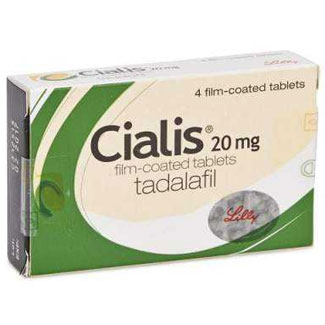 4 film-coated tablets
Cialis® 20 mg
film-coated tablets
tadalafil
Lilly